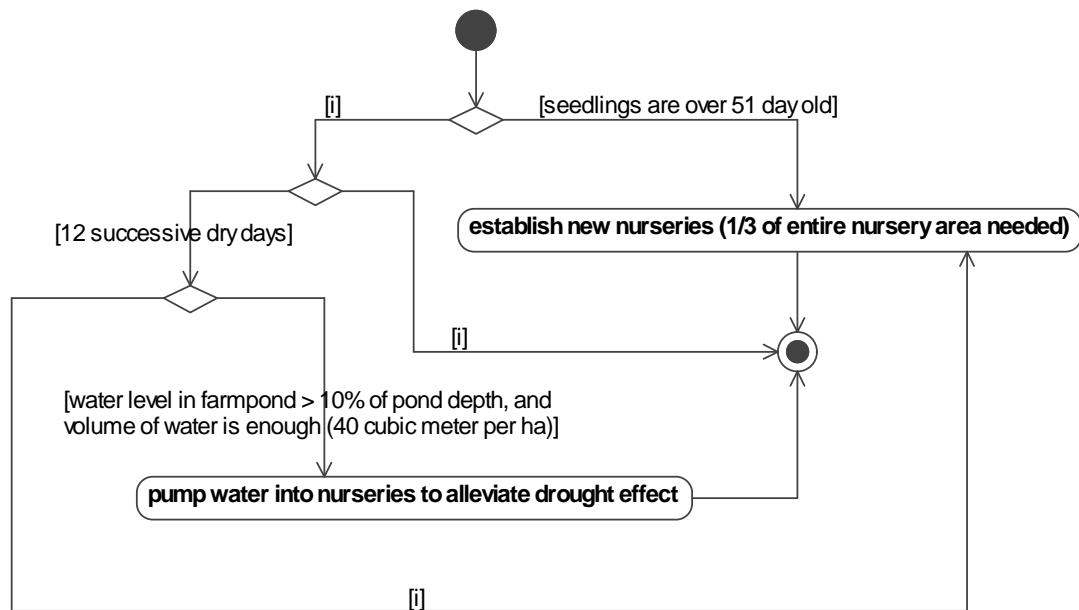 [i]
[seedlings are over 51 day old]
[12 successive dry days]
establish new nurseries (1/3 of entire nursery area needed)
[i]
[water level in farmpond > 10% of pond depth, and
volume of water is enough (40 cubic meter per ha)]
pump water into nurseries to alleviate drought effect
[i]